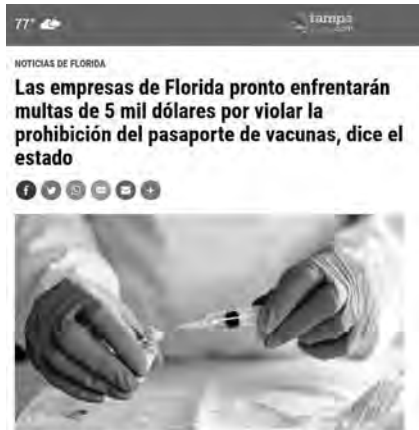 77°
tampa
NOTICIAS DE FLORIDA
Las empresas de Florida pronto enfrentarán
multas de 5 mil dólares por violar la
prohibición del pasaporte de vacunas, dice el
estado